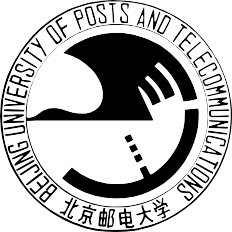 BEIJING UNIVERSITY OF POSTS AND TELECOMMUNICATIONS
北京邮电大学